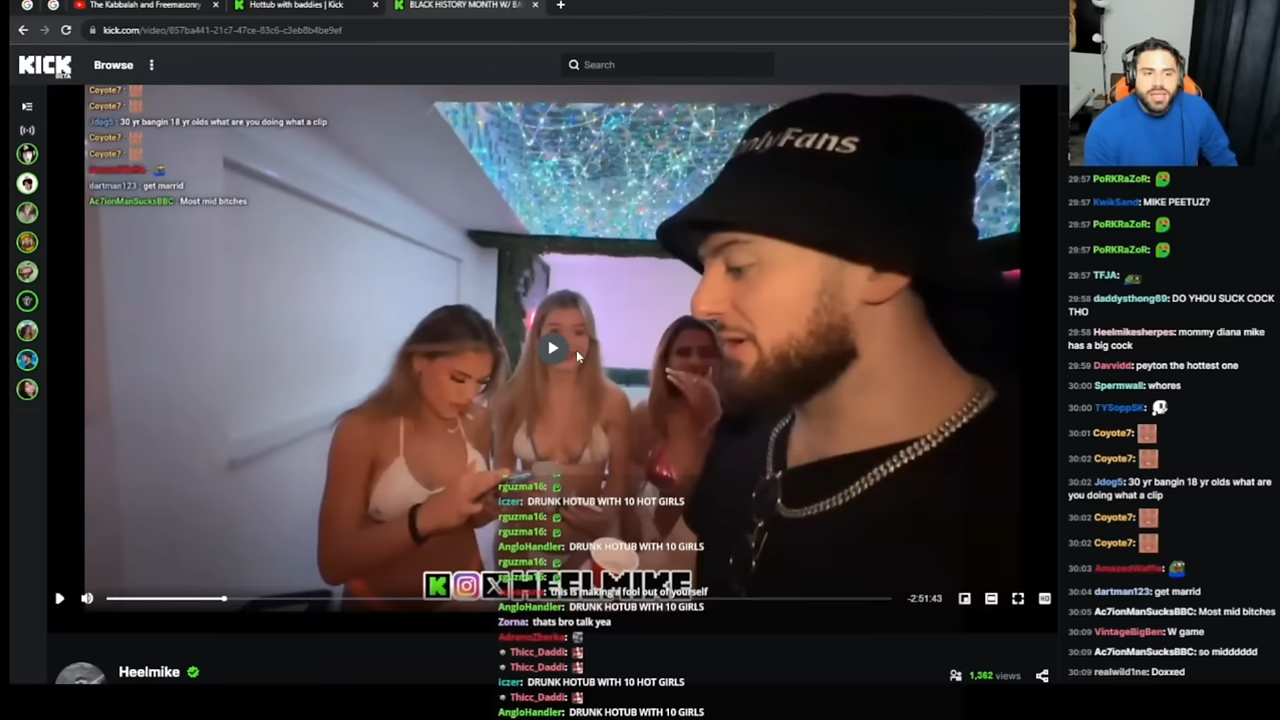 The Kabbalah and Freemasonry
Hottub with baddies | Kick
BLACK HISTORY MONTH W/ BA
kick.com/video/857ba441-21c7-47ce-83c6-c3eb8b4be9ef
KICK
BETA
Browse
Search
Coyote7 :
Coyote7 :
Jdog5 : 30 yr bangin 18 yr olds what are you doing what a clip
Coyote7 :
Coyote7 :
dartman123 : get marrid
Ac7ionManSucksBBC : Most mid bitches
onlyFans
rguzma16:
Iczer: DRUNK HOTUB WITH 10 HOT GIRLS
rguzma16:
rguzma16:
AngloHandler: DRUNK HOTUB WITH 10 GIRLS
rguzma16:
rguzma16:
HEELMIKE
this is making a fool out of yourself
AngloHandler: DRUNK HOTUB WITH 10 GIRLS
Zorna: thats bro talk yea
AdrenoZherka:
Thicc_Daddi:
Thicc_Daddi:
Iczer: DRUNK HOTUB WITH 10 HOT GIRLS
Thicc_Daddi:
AngloHandler: DRUNK HOTUB WITH 10 GIRLS
-2:51:43
HD
Heelmike
1,362 views
29:57 PoRKRaZoR:
29:57 KwikSand: MIKE PEETUZ?
29:57 PoRKRaZoR:
29:57 PoRKRaZoR:
29:57 TFJA:
29:58 daddysthong69: DO YHOU SUCK COCK
THO
29:58 Heelmikesherpes: mommy diana mike
has a big cock
29:59 Davvidd: peyton the hottest one
30:00 Spermwall: whores
30:00 TYSoppSK:
30:01 Coyote7:
30:02 Coyote7:
30:02 Jdog5: 30 yr bangin 18 yr olds what are
you doing what a clip
30:02 Coyote7:
30:02 Coyote7:
30:03 AmazedWaffle:
30:04 dartman123: get marrid
30:05 Ac7ionManSucksBBC: Most mid bitches
30:09 VintageBigBen: W game
30:09 Ac7ionManSucksBBC: so midddddd
30:09 realwild1ne: Doxxed